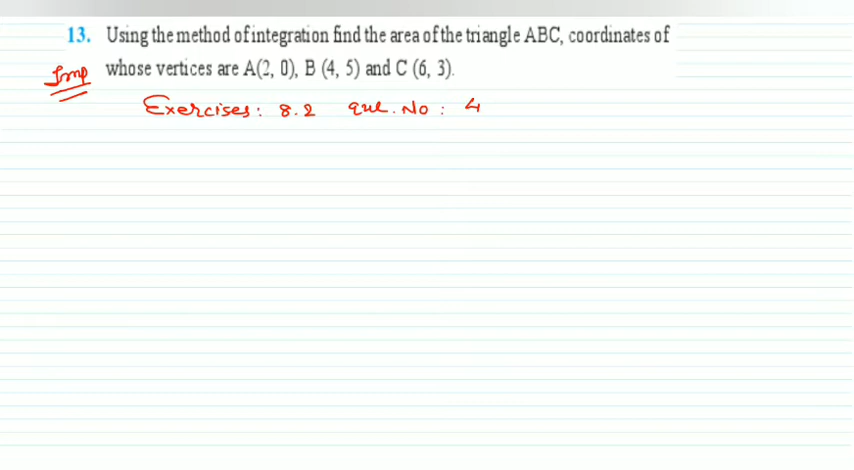 13. Using the method of integration find the area of the triangle ABC, coordinates of
Imp whose vertices are A(2, 0), B (4, 5) and C (6, 3).
Exercises: 8.2 que. No: 4